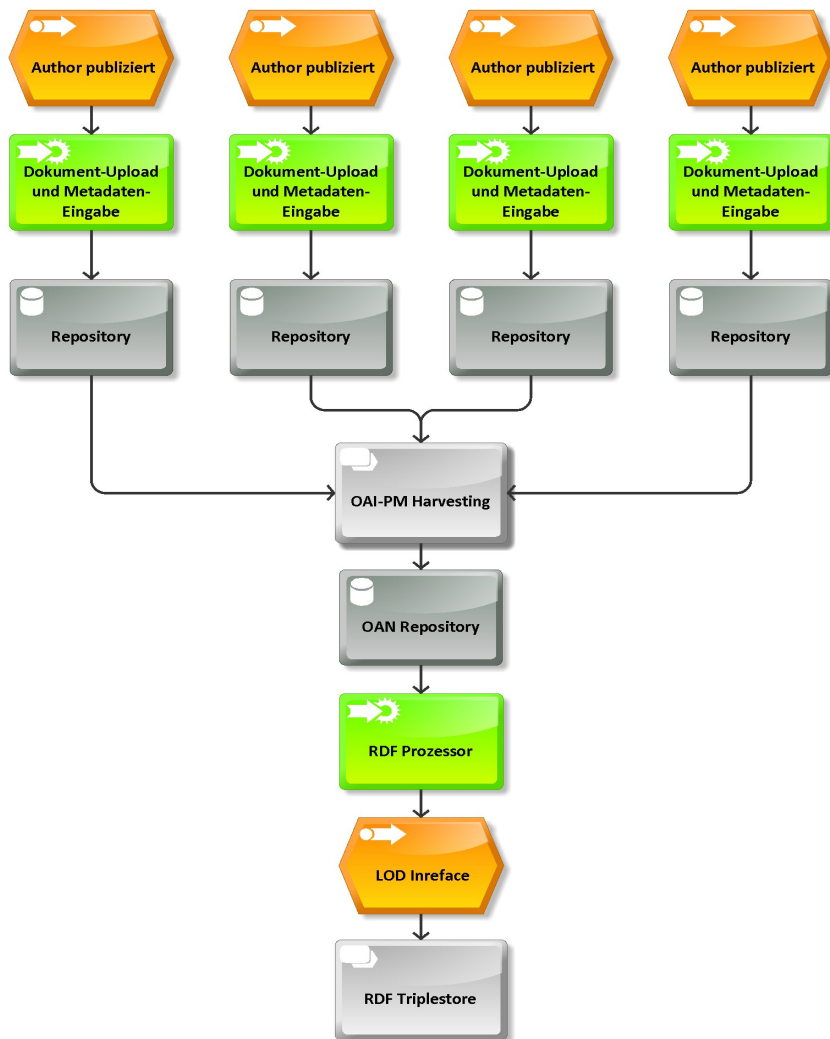 Author publiziert
Author publiziert
Author publiziert
Author publiziert
Dokument-Upload
und Metadaten-
Eingabe
Dokument-Upload
und Metadaten-
Eingabe
Dokument-Upload
und Metadaten-
Eingabe
Dokument-Upload
und Metadaten-
Eingabe
Repository
Repository
Repository
Repository
OAI-PM Harvesting
OAN Repository
RDF Prozessor
LOD Inreface
RDF Triplestore